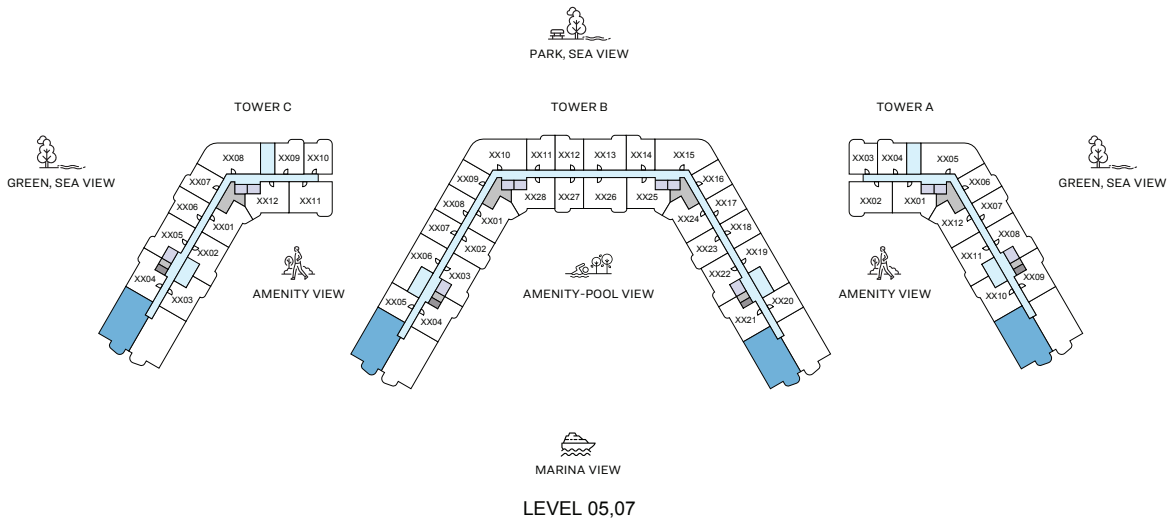 PARK, SEA VIEW
TOWER C
TOWER B
TOWER A
GREEN, SEA VIEW
GREEN, SEA VIEW
XX08
XX09
XX10
XX07
XX06
XX05
XX04
XX01
XX02
XX03
XX12
XX11
XX10
XX11
XX12
XX13
XX14
XX15
XX09
XX08
XX07
XX06
XX05
XX01
XX02
XX03
XX04
XX28
XX27
XX26
XX25
XX16
XX17
XX18
XX19
XX20
XX24
XX23
XX22
XX21
XX03
XX04
XX05
XX02
XX01
XX06
XX07
XX08
XX09
XX12
XX11
XX10
AMENITY VIEW
AMENITY-POOL VIEW
AMENITY VIEW
MARINA VIEW
LEVEL 05,07